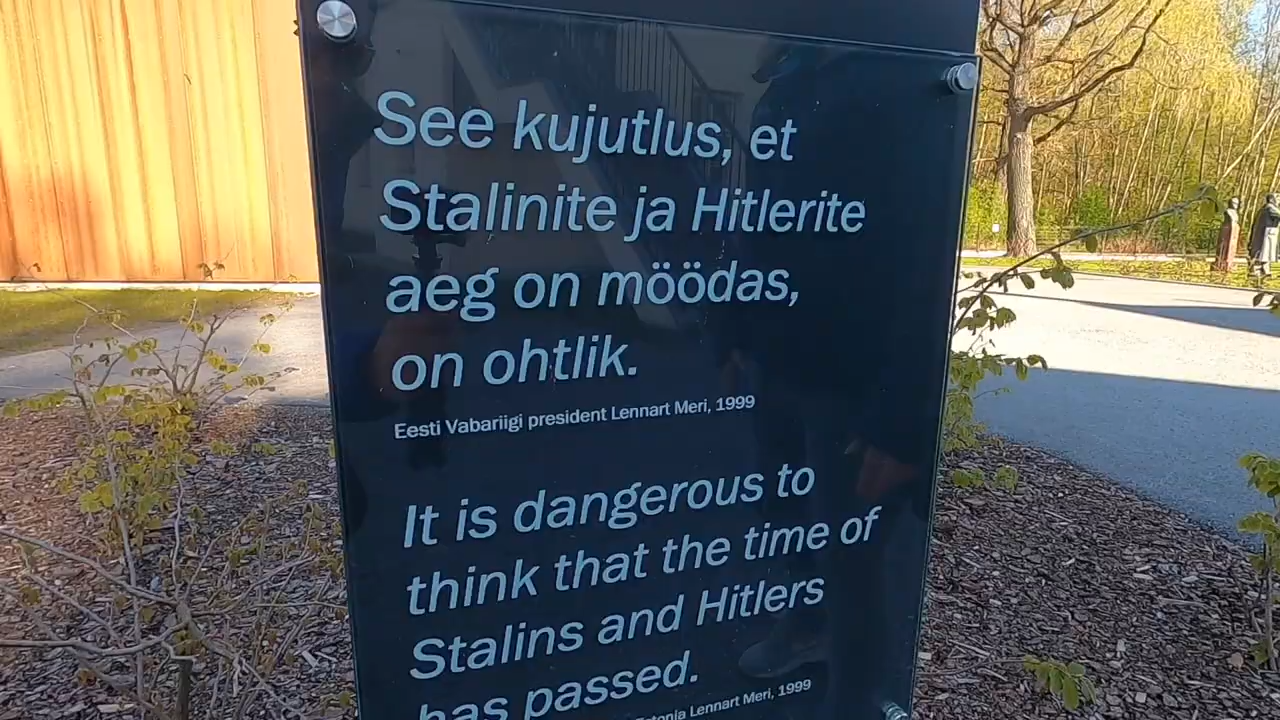 See kujutlus, et
Stalinite ja Hitlerite
aeg on möödas,
on ohtlik.
Eesti Vabariigi president Lennart Meri, 1999
It is dangerous to
think that the time of
Stalins and Hitlers
has passed.
Estonia Lennart Meri, 1999